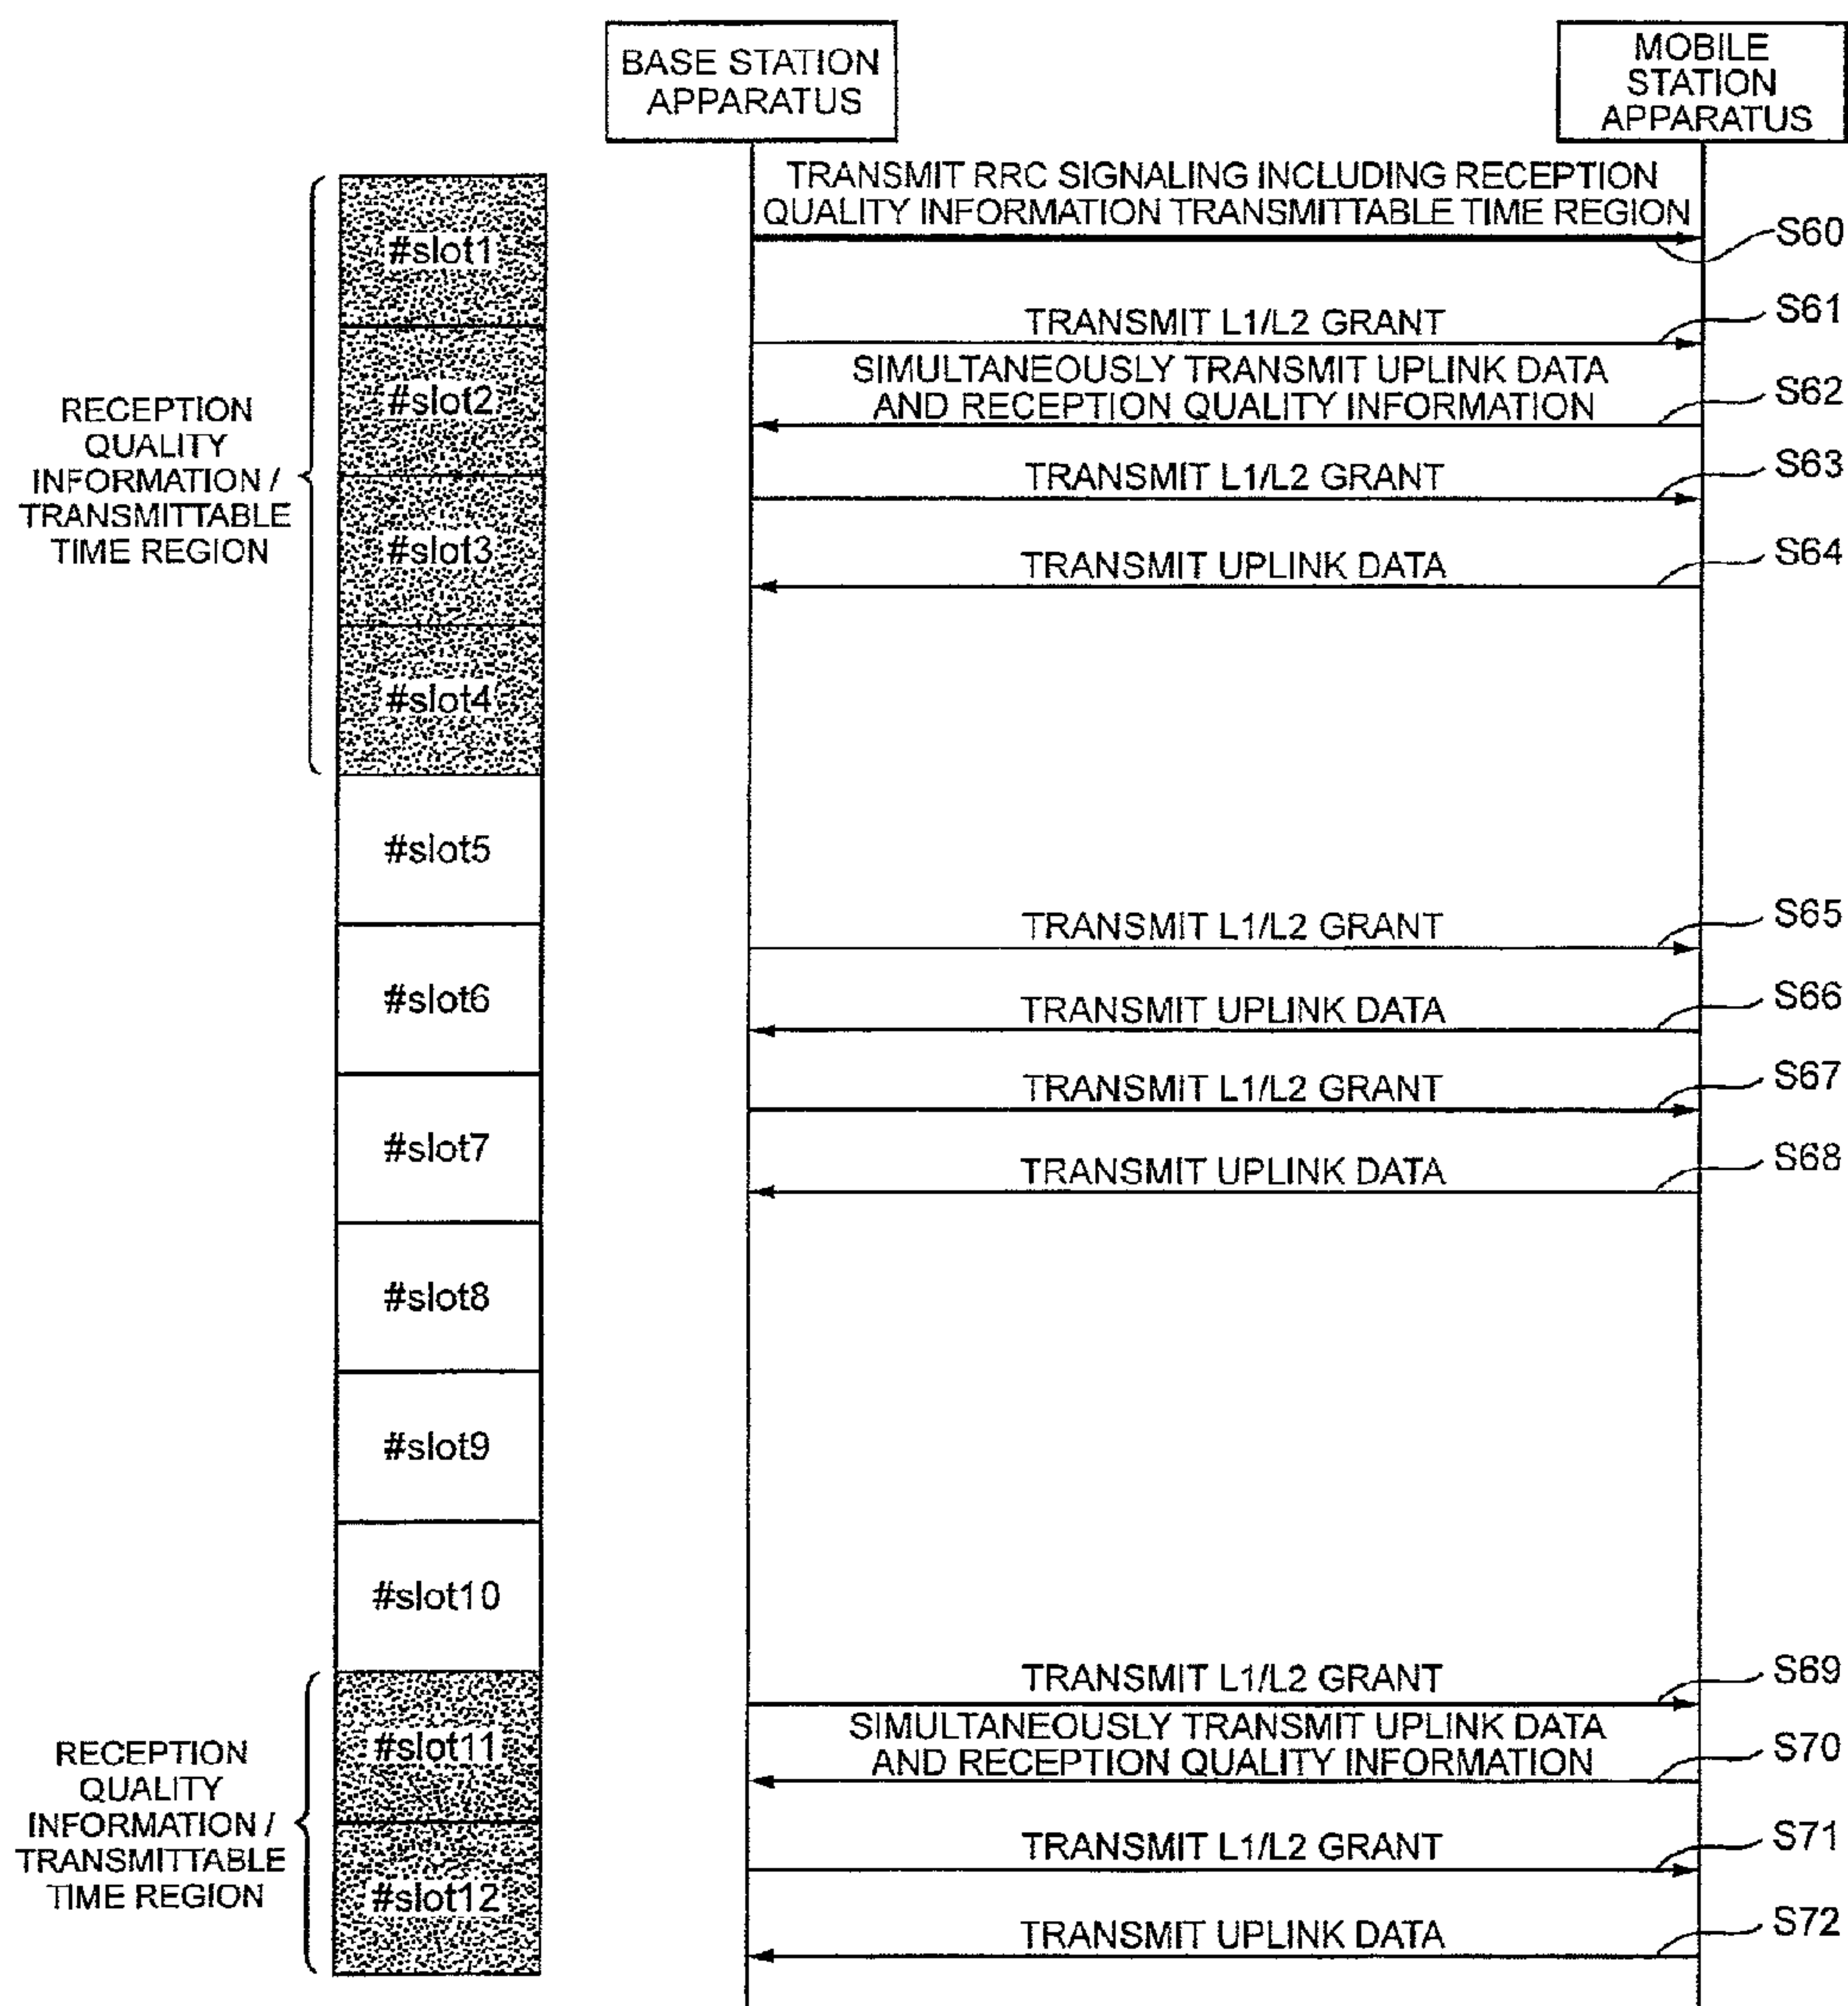 BASE STATION
APPARATUS
MOBILE
STATION
APPARATUS
TRANSMIT RRC SIGNALING INCLUDING RECEPTION
QUALITY INFORMATION TRANSMITTABLE TIME REGION
S60
#slot1
TRANSMIT L1/L2 GRANT
S61
SIMULTANEOUSLY TRANSMIT UPLINK DATA
AND RECEPTION QUALITY INFORMATION
S62
#slot2
RECEPTION
QUALITY
INFORMATION /
TRANSMITTABLE
TIME REGION
TRANSMIT L1/L2 GRANT
S63
#slot3
TRANSMIT UPLINK DATA
S64
#slot4
#slot5
TRANSMIT L1/L2 GRANT
S65
#slot6
TRANSMIT UPLINK DATA
S66
TRANSMIT L1/L2 GRANT
S67
#slot7
TRANSMIT UPLINK DATA
S68
#slot8
#slot9
#slot10
TRANSMIT L1/L2 GRANT
S69
SIMULTANEOUSLY TRANSMIT UPLINK DATA
AND RECEPTION QUALITY INFORMATION
S70
#slot11
RECEPTION
QUALITY
INFORMATION /
TRANSMITTABLE
TIME REGION
TRANSMIT L1/L2 GRANT
S71
#slot12
TRANSMIT UPLINK DATA
S72